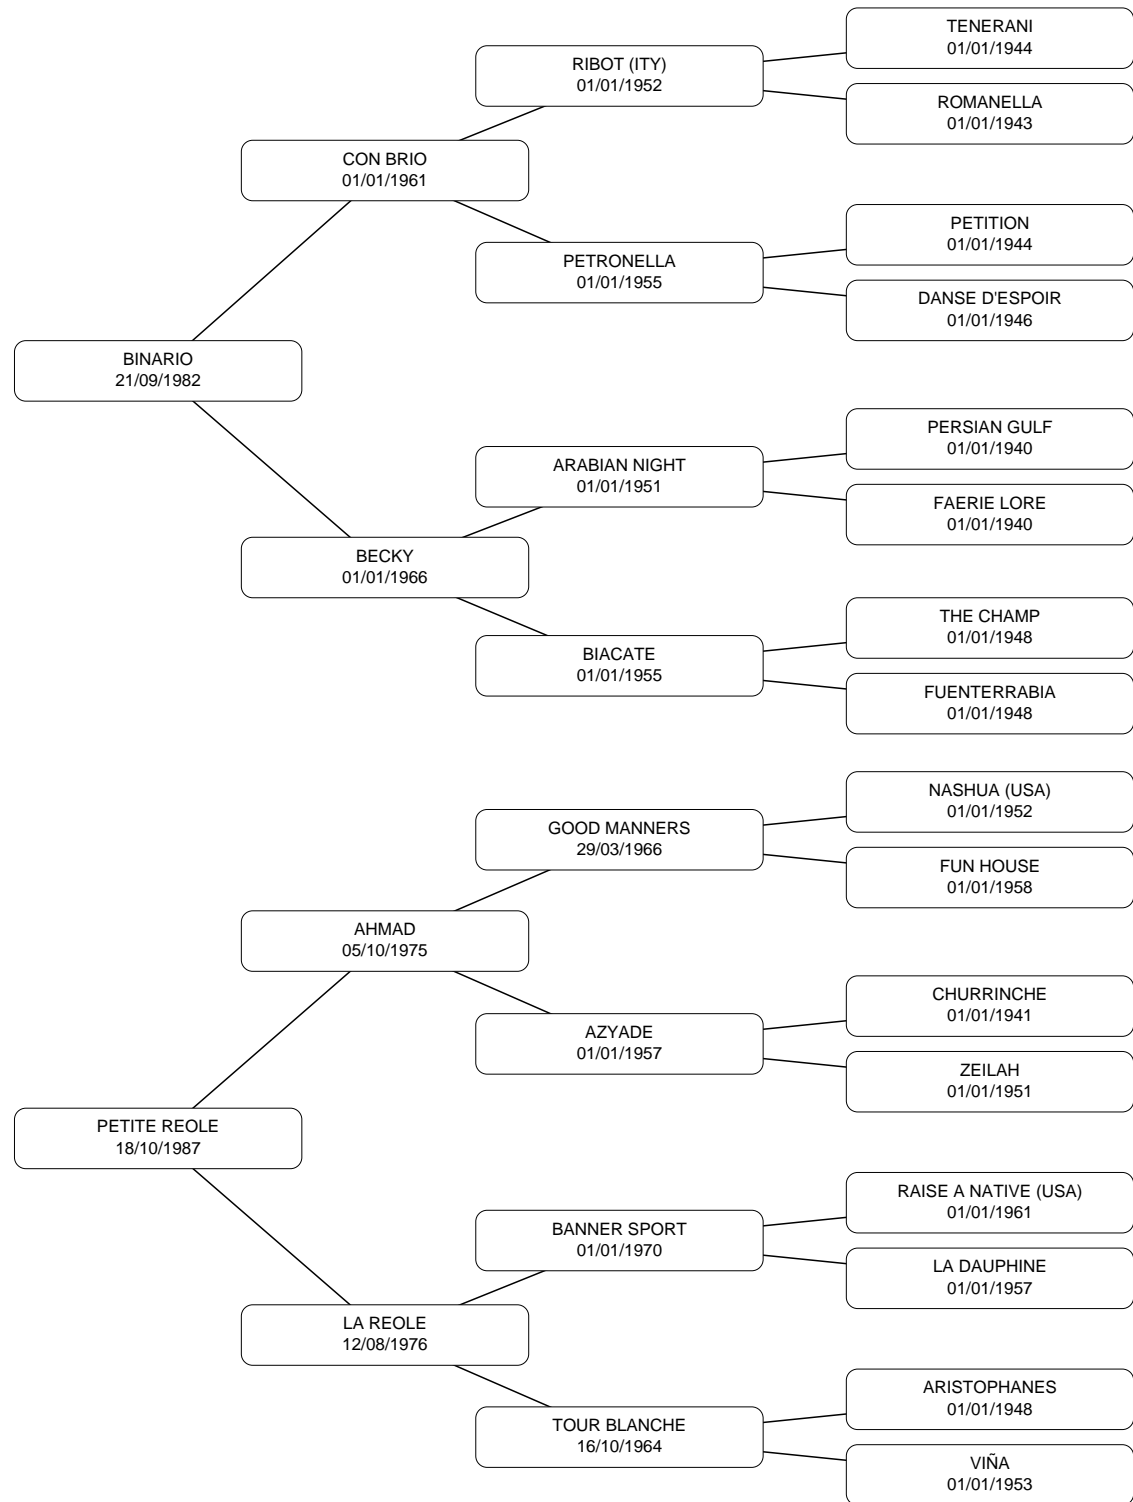 TENERANI
01/01/1944
RIBOT (ITY)
01/01/1952
ROMANELLA
01/01/1943
CON BRIO
01/01/1961
PETITION
01/01/1944
PETRONELLA
01/01/1955
DANSE D'ESPOIR
01/01/1946
BINARIO
21/09/1982
PERSIAN GULF
01/01/1940
ARABIAN NIGHT
01/01/1951
FAERIE LORE
01/01/1940
BECKY
01/01/1966
THE CHAMP
01/01/1948
BIACATE
01/01/1955
FUENTERRABIA
01/01/1948
NASHUA (USA)
01/01/1952
GOOD MANNERS
29/03/1966
FUN HOUSE
01/01/1958
AHMAD
05/10/1975
CHURRINCHE
01/01/1941
AZYADE
01/01/1957
ZEILAH
01/01/1951
PETITE REOLE
18/10/1987
RAISE A NATIVE (USA)
01/01/1961
BANNER SPORT
01/01/1970
LA DAUPHINE
01/01/1957
LA REOLE
12/08/1976
ARISTOPHANES
01/01/1948
TOUR BLANCHE
16/10/1964
VIÑA
01/01/1953